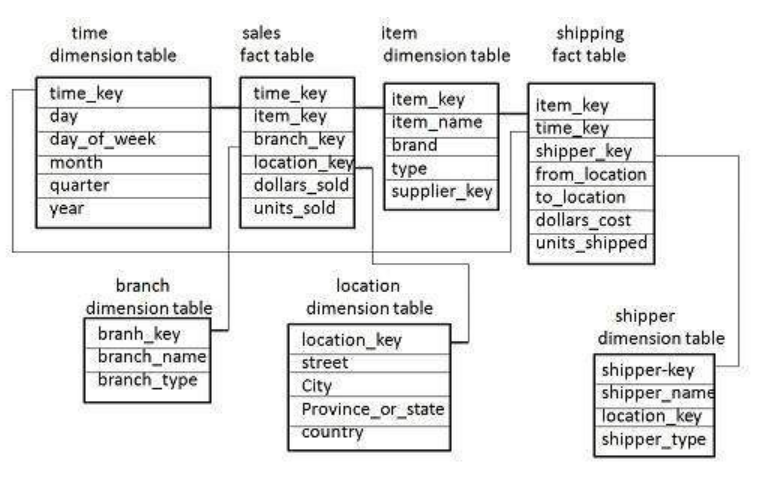 time
dimension table
time_key
day
day_of_week
month
quarter
year
sales
fact table
time_key
item_key
branch_key
location_key
dollars_sold
units_sold
item
dimension table
item_key
item_name
brand
type
supplier_key
shipping
fact table
item_key
time_key
shipper_key
from_location
to_location
dollars_cost
units_shipped
branch
dimension table
branh_key
branch_name
branch_type
location
dimension table
location_key
street
City
Province_or_state
country
shipper
dimension table
shipper-key
shipper_name
location_key
shipper_type